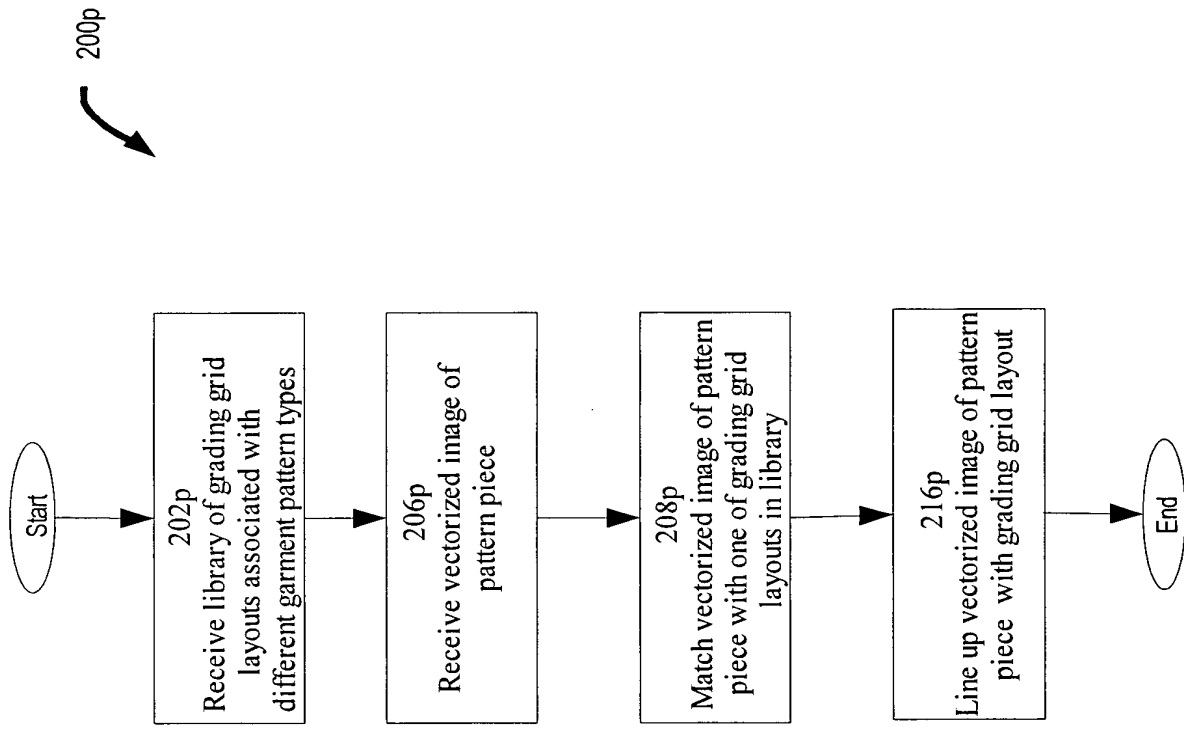 200p
Start
202p
Receive library of grading grid
layouts associated with
different garment pattern types
206p
Receive vectorized image of
pattern piece
208p
Match vectorized image of pattern
piece with one of grading grid
layouts in library
216p
Line up vectorized image of pattern
piece with grading grid layout
End